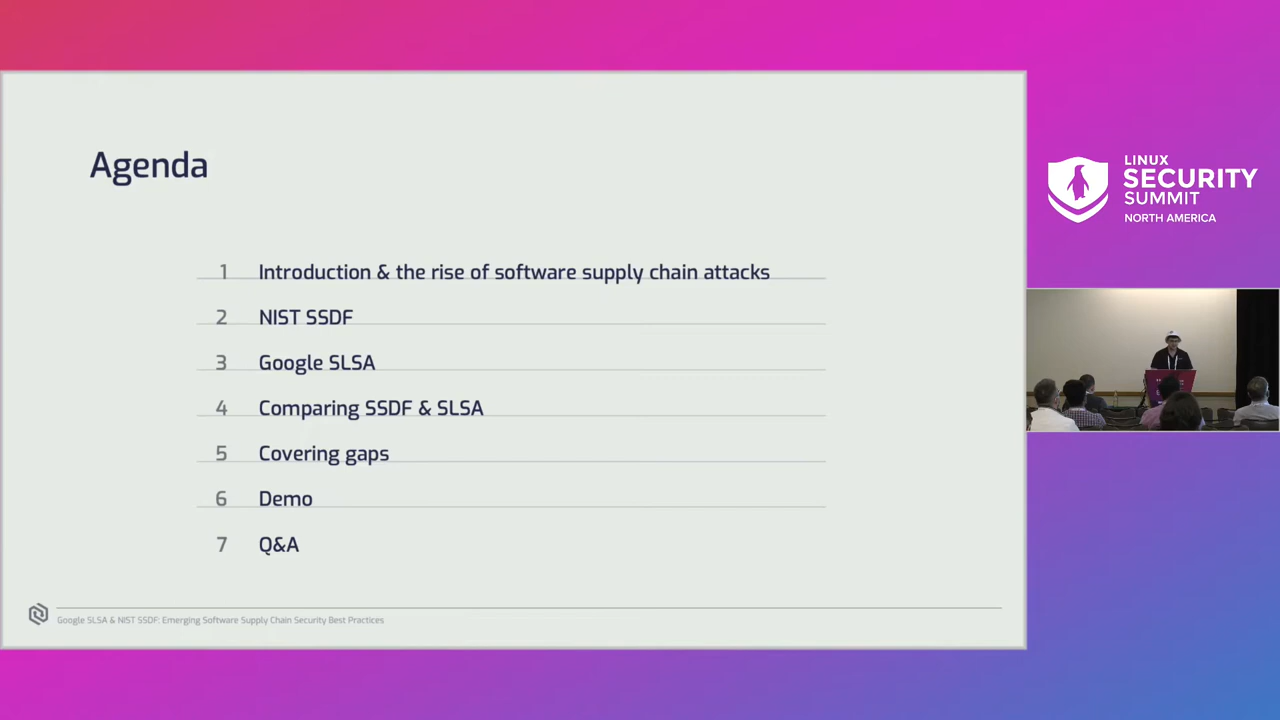 Agenda
1 Introduction & the rise of software supply chain attacks
2 NIST SSDF
3 Google SLSA
4 Comparing SSDF & SLSA
5 Covering gaps
6 Demo
7 Q&A
Google SLSA & NIST SSDF: Emerging Software Supply Chain Security Best Practices
LINUX
SECURITY
SUMMIT
NORTH AMERICA